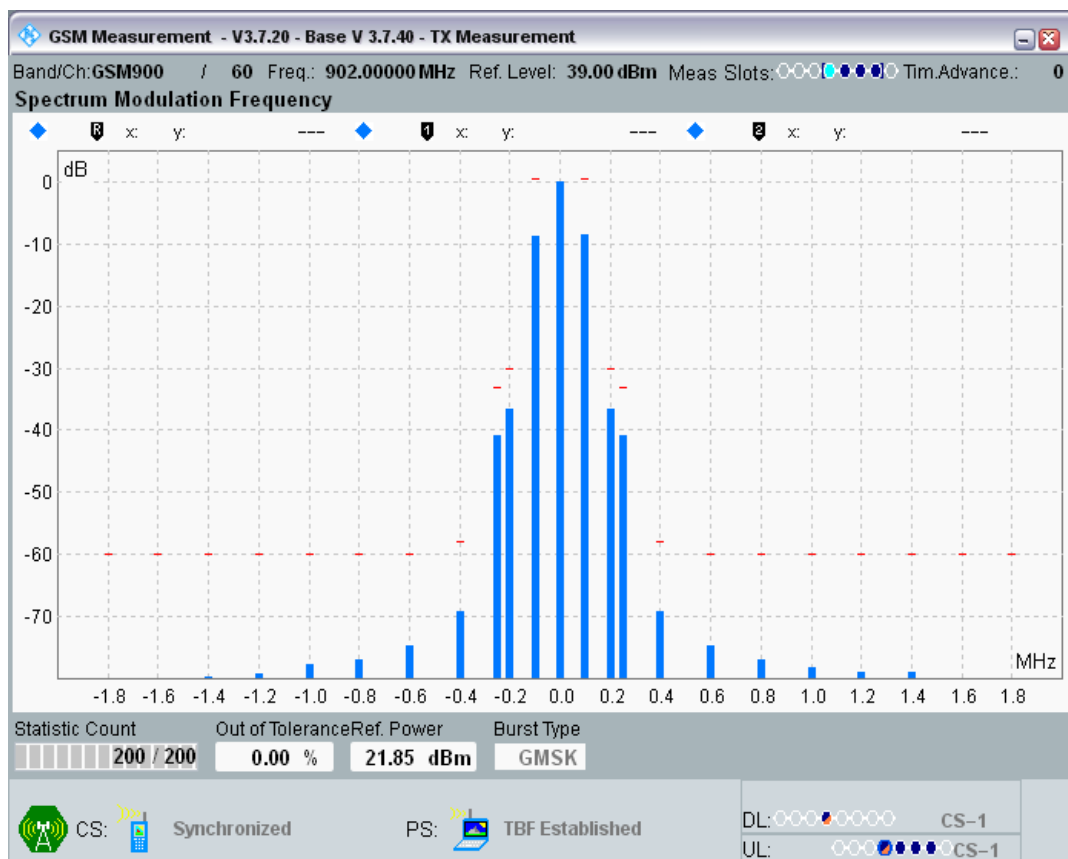 GSM Measurement - V3.7.20 - Base V 3.7.40 - TX Measurement
Band/Ch:GSM900 / 60 Freq.: 902.00000 MHz Ref. Level: 39.00 dBm Meas Slots: Tim.Advance.: 0
Spectrum Modulation Frequency
R x: y: --- 1 x: y: --- 2 x: y: ---
dB
0
-10
-20
-30
-40
-50
-60
-70
MHz
-1.8 -1.6 -1.4 -1.2 -1.0 -0.8 -0.6 -0.4 -0.2 0.0 0.2 0.4 0.6 0.8 1.0 1.2 1.4 1.6 1.8
Statistic Count Out of Tolerance Ref. Power Burst Type
200 / 200 0.00 % 21.85 dBm GMSK
CS: Synchronized PS: TBF Established
DL: CS-1
UL: CS-1